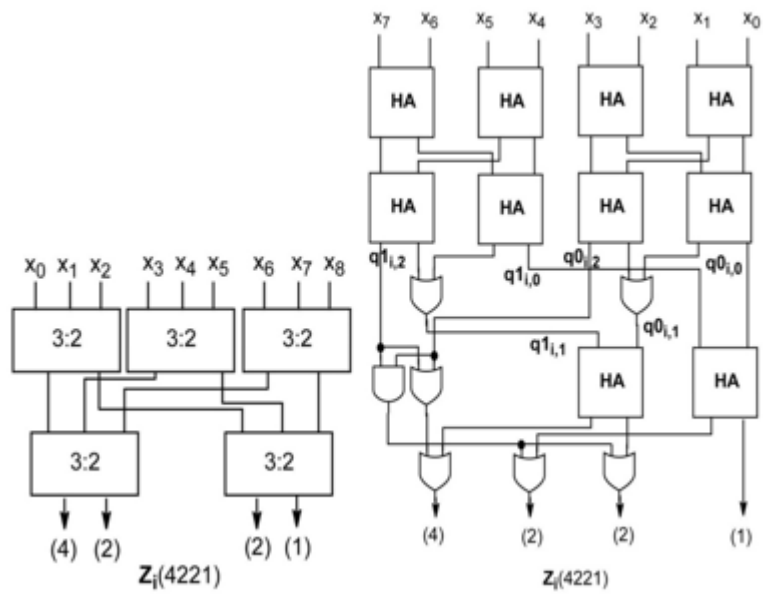 x7 x6 x5 x4 x3 x2 x1 x0
HA HA HA HA
HA HA HA HA
q1i,2 q1i,0 q0i,2 q0i,0
q1i,1 q0i,1
HA HA
(4) (2) (2) (1)
Zi(4221)
x0 x1 x2 x3 x4 x5 x6 x7 x8
3:2 3:2 3:2
3:2 3:2
(4) (2) (2) (1)
Zi(4221)